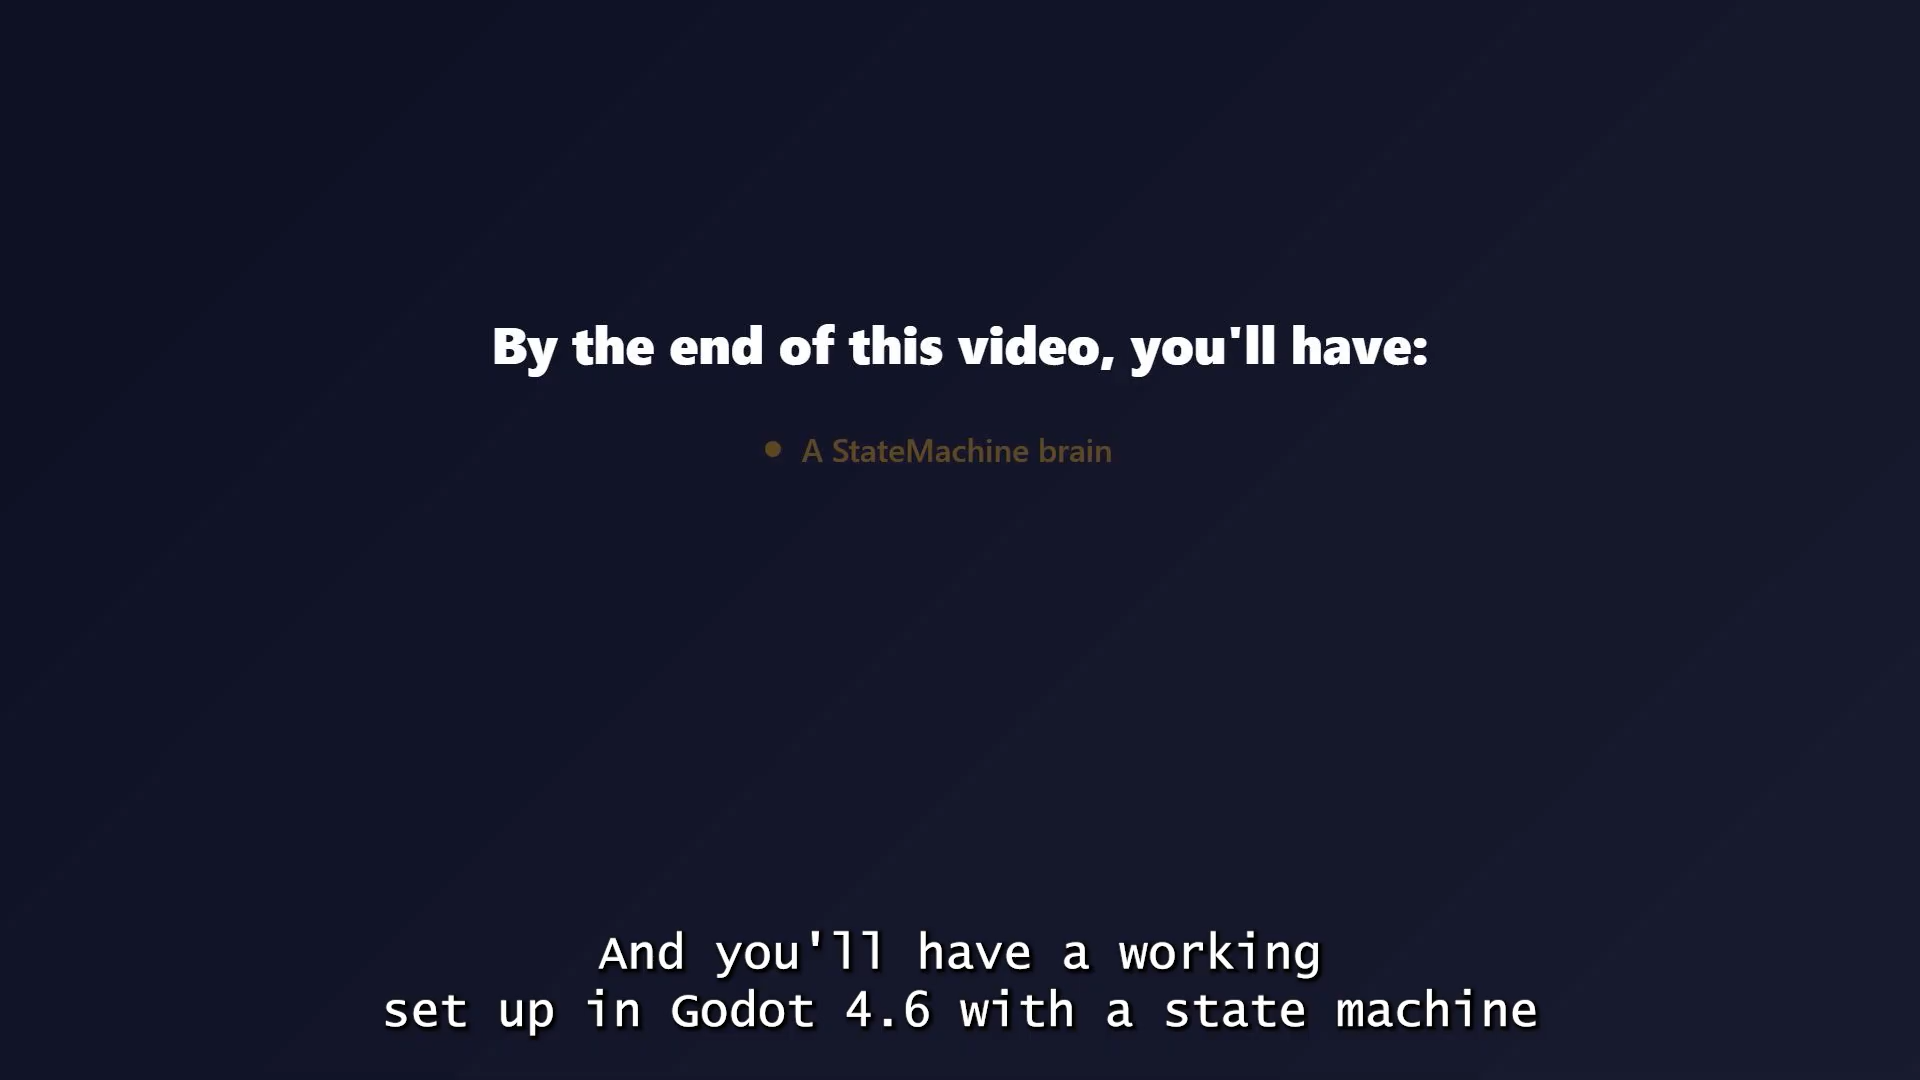 By the end of this video, you'll have:
● A StateMachine brain
And you'll have a working
set up in Godot 4.6 with a state machine